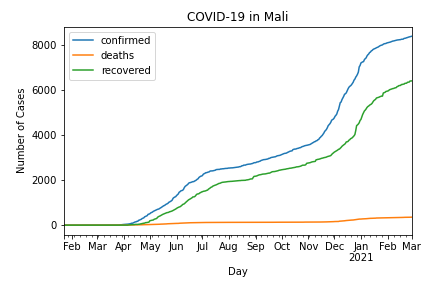 COVID-19 in Mali
confirmed
deaths
recovered
Number of Cases
8000
6000
4000
2000
0
Feb Mar Apr May Jun Jul Aug Sep Oct Nov Dec Jan Feb Mar
2021
Day